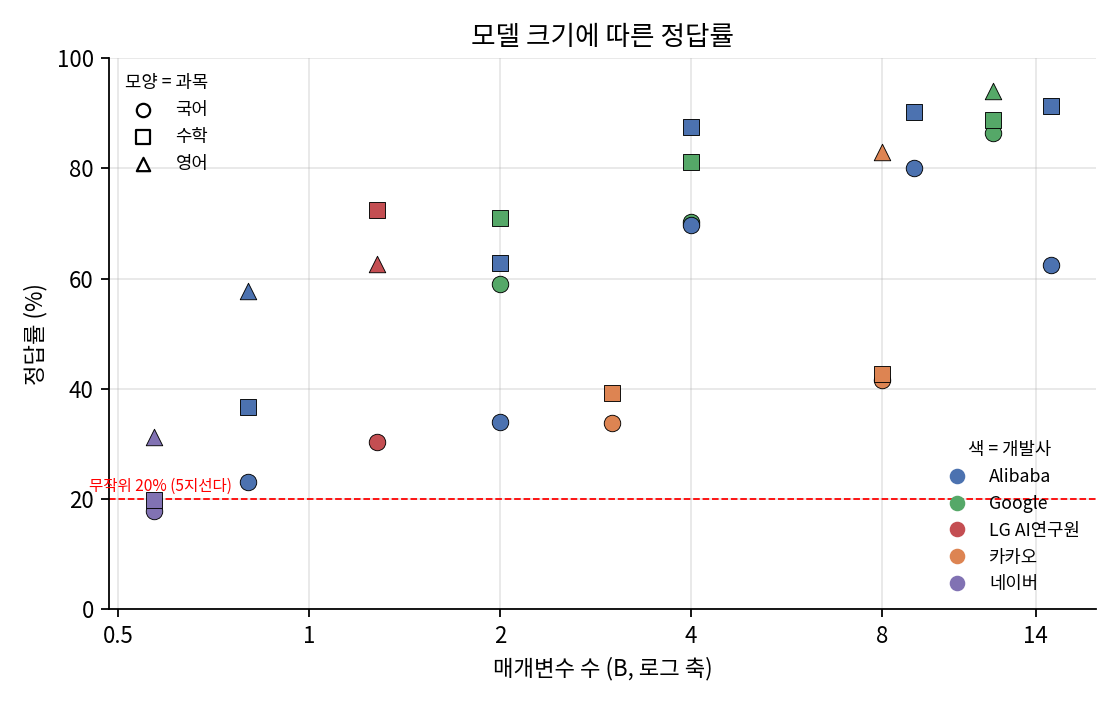 모델 크기에 따른 정답률
100
80
60
40
20
0
정답률 (%)
모양 = 과목
국어
수학
영어
무작위 20% (5지선다)
색 = 개발사
Alibaba
Google
LG AI연구원
카카오
네이버
0.5 1 2 4 8 14
매개변수 수 (B, 로그 축)